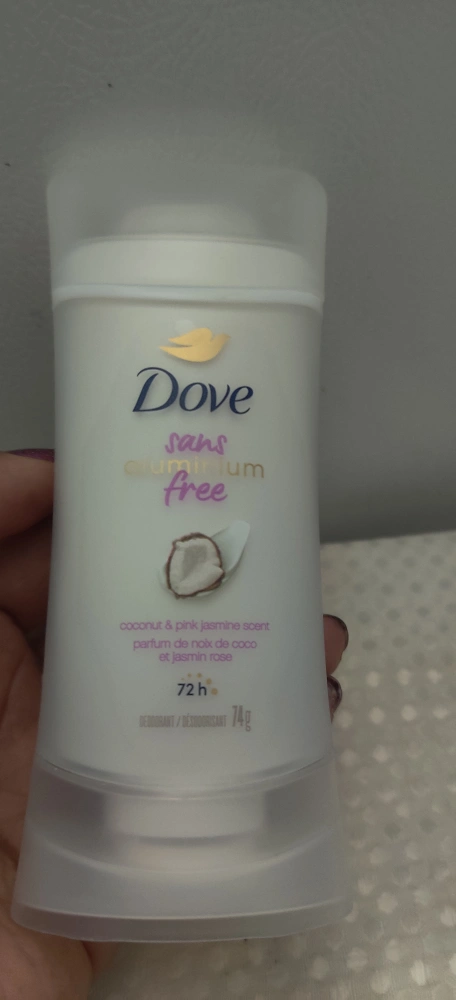 Dove
sans
aluminium
free
coconut & pink jasmine scent
parfum de noix de coco
et jasmin rose
72 h
DEODORANT / DÉSODORISANT 74g